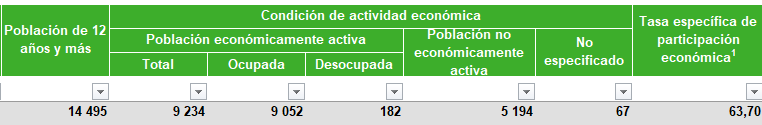 Condición de actividad económica
Población de 12
años y más
Población económicamente activa
Total
Ocupada
Desocupada
Población no
económicamente
activa
No
especificado
Tasa específica de
participación
económica1
14 495
9 234
9 052
182
5 194
67
63,70